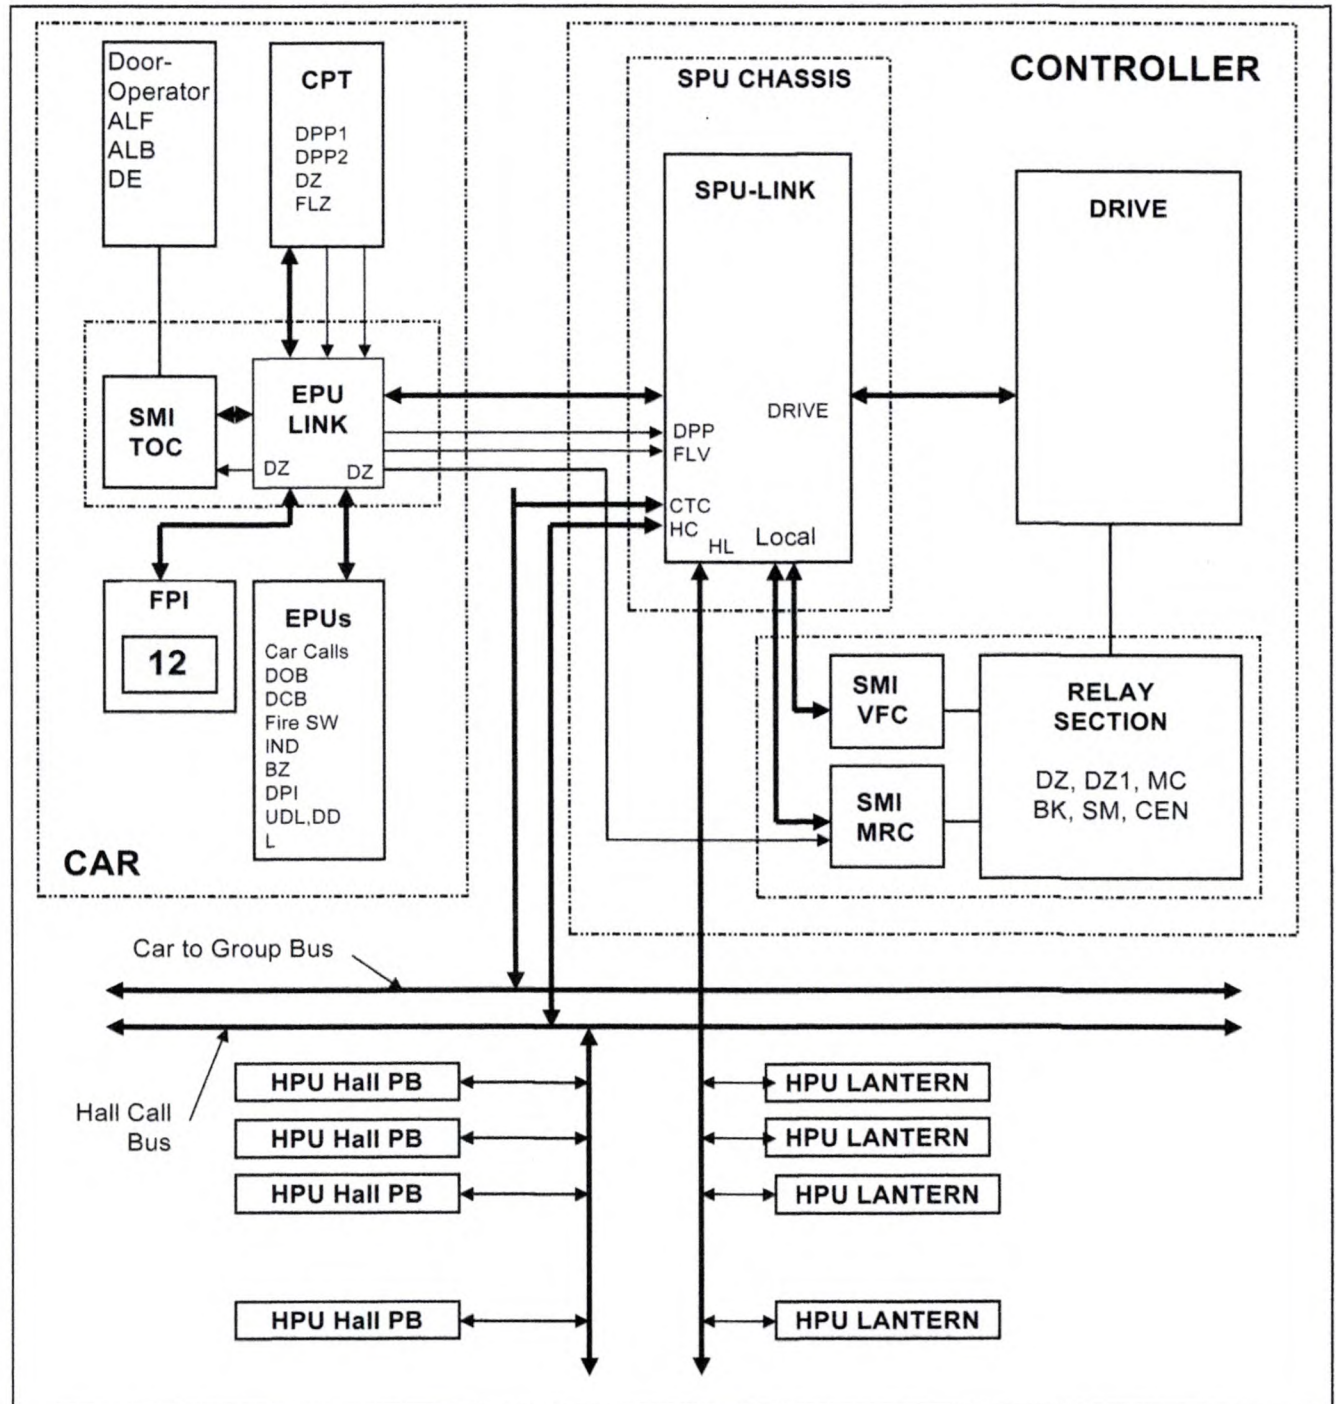 Door-
Operator
ALF
ALB
DE
CPT
DPP1
DPP2
DZ
FLZ
SMI
TOC
EPU
LINK
DZ
DZ
FPI
12
EPUs
Car Calls
DOB
DCB
Fire SW
IND
BZ
DPI
UDL,DD
L
CAR
CONTROLLER
SPU CHASSIS
SPU-LINK
DRIVE
DPP
FLV
CTC
HC
HL
Local
DRIVE
SMI
VFC
SMI
MRC
RELAY
SECTION
DZ, DZ1, MC
BK, SM, CEN
Car to Group Bus
Hall Call
Bus
HPU Hall PB
HPU Hall PB
HPU Hall PB
HPU Hall PB
HPU LANTERN
HPU LANTERN
HPU LANTERN
HPU LANTERN